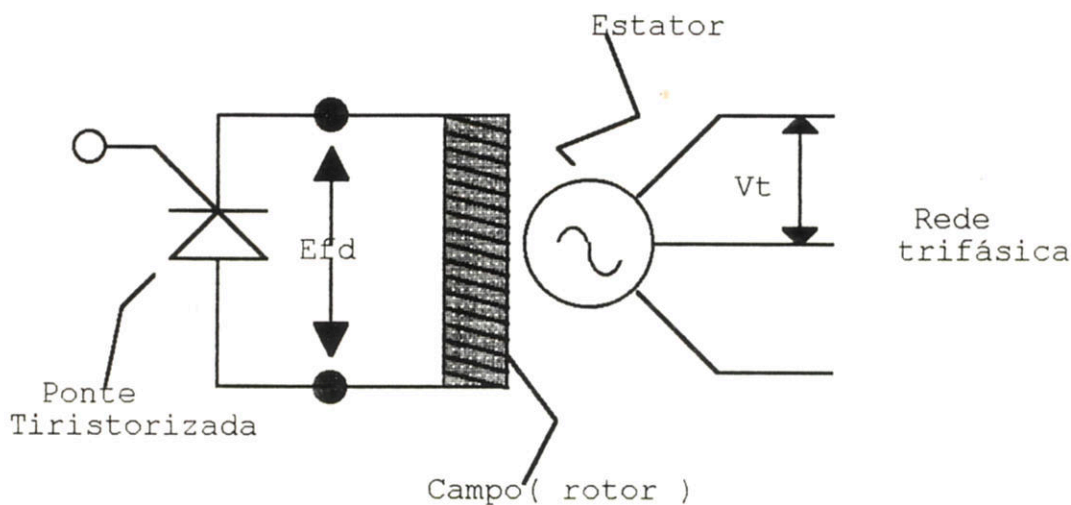 Estator
Efd
Vt
Rede
trifásica
Ponte
Tiristorizada
Campo( rotor )